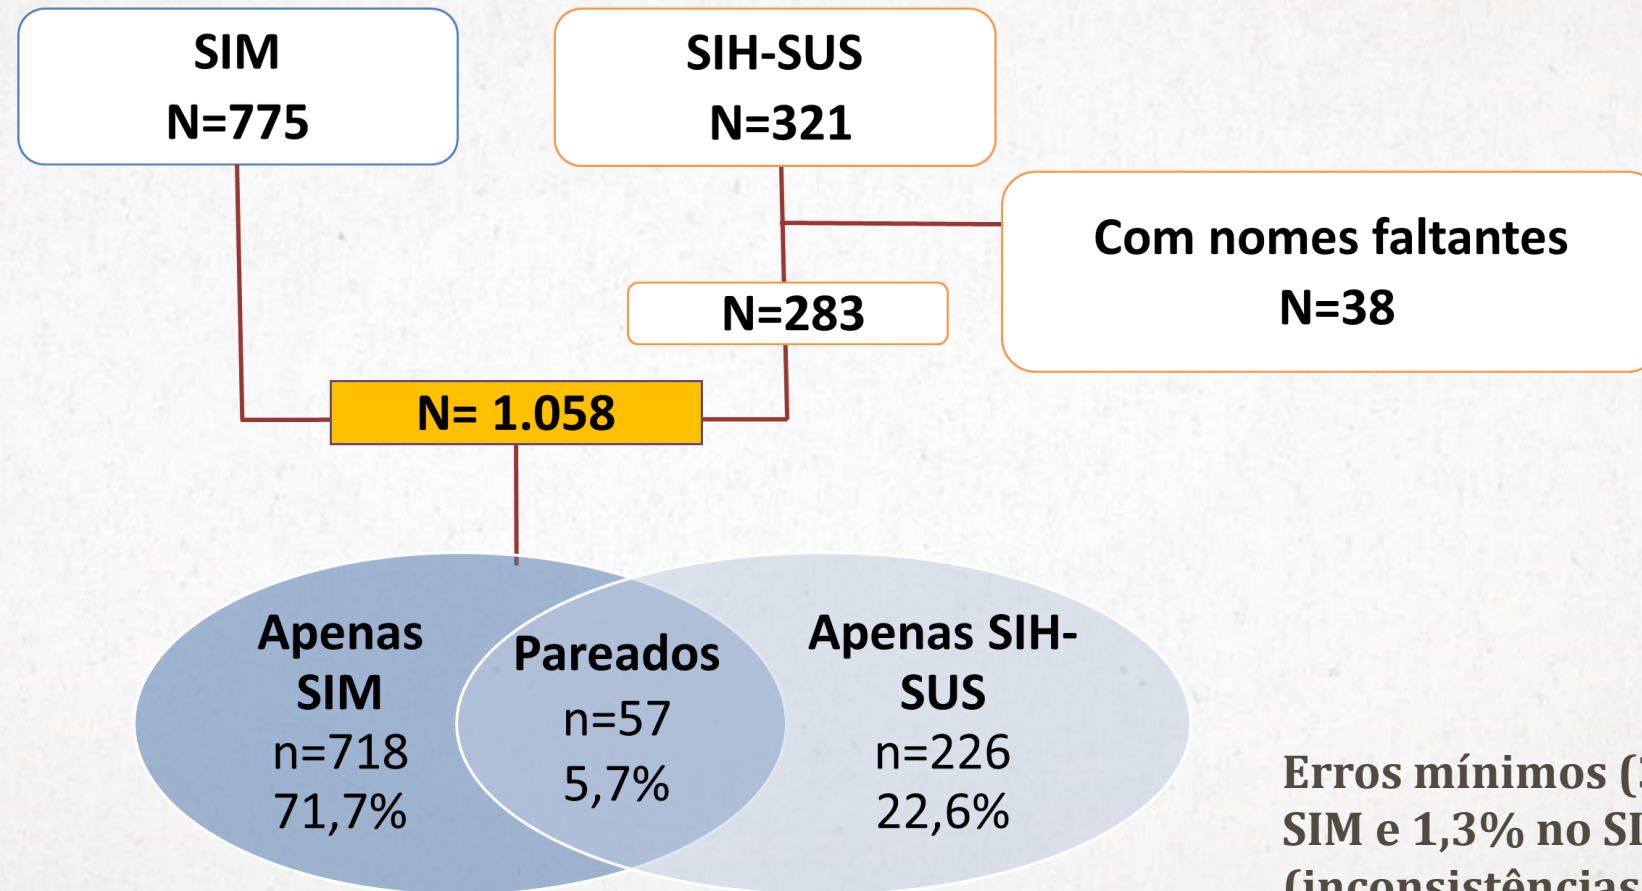 SIM
N=775
SIH-SUS
N=321
Com nomes faltantes
N=38
N=283
N= 1.058
Apenas
SIM
n=718
71,7%
Pareados
n=57
5,7%
Apenas SIH-
SUS
n=226
22,6%
Erros mínimos (
SIM e 1,3% no
(inconsistências